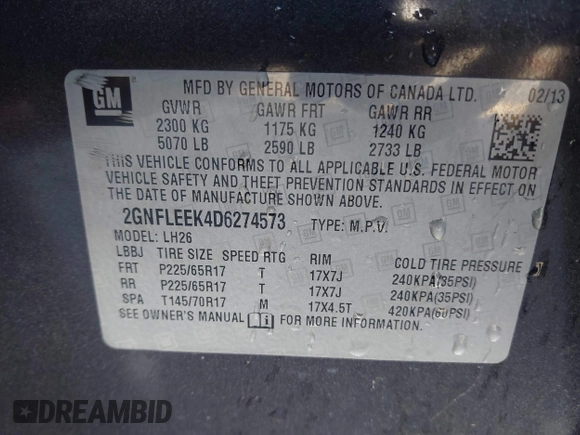 GM
MFD BY GENERAL MOTORS OF CANADA LTD. 02/13
GVWR GAWR FRT GAWR RR
2300 KG 1175 KG 1240 KG
5070 LB 2590 LB 2733 LB
THIS VEHICLE CONFORMS TO ALL APPLICABLE U.S. FEDERAL MOTOR
VEHICLE SAFETY AND THEFT PREVENTION STANDARDS IN EFFECT ON
THE DATE OF MANUFACTURE SHOWN ABOVE.
2GNFLEEK4D6274573 TYPE: M.P.V.
MODEL: LH26
LBBJ TIRE SIZE SPEED RTG RIM COLD TIRE PRESSURE
FRT P225/65R17 T 17X7J 240KPA(35PSI)
RR P225/65R17 T 17X7J 240KPA(35PSI)
SPA T145/70R17 M 17X4.5T 420KPA(60PSI)
SEE OWNER'S MANUAL FOR MORE INFORMATION.
DREAMBID